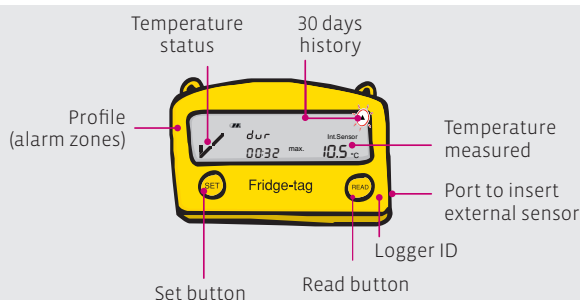 Temperature
status
30 days
history
Profile
(alarm zones)
dur
00:32
max.
Int.Sensor
10.5 °C
Temperature
measured
SET
Fridge-tag
READ
Port to insert
external sensor
Logger ID
Set button
Read button